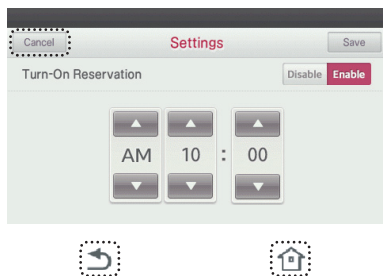 Cancel Settings Save
Turn-On Reservation Disable Enable
AM 10 : 00